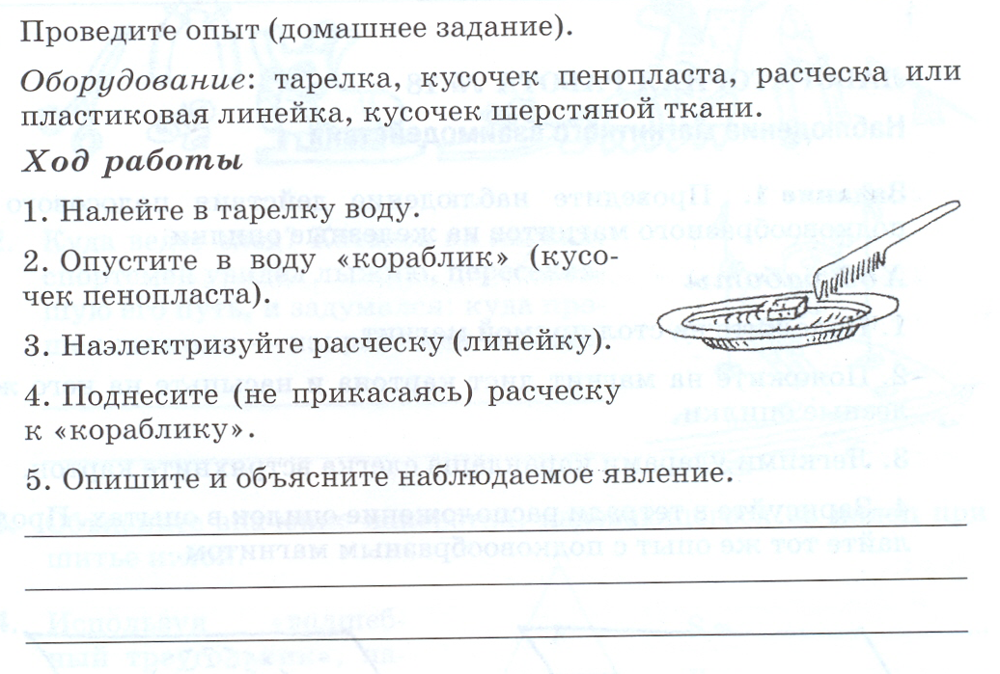 Проведите опыт (домашнее задание).
Оборудование: тарелка, кусочек пенопласта, расческа или
пластиковая линейка, кусочек шерстяной ткани.
Ход работы
1. Налейте в тарелку воду.
2. Опустите в воду «кораблик» (кусо-
чек пенопласта).
3. Наэлектризуйте расческу (линейку).
4. Поднесите (не прикасаясь) расческу
к «кораблику».
5. Опишите и объясните наблюдаемое явление.